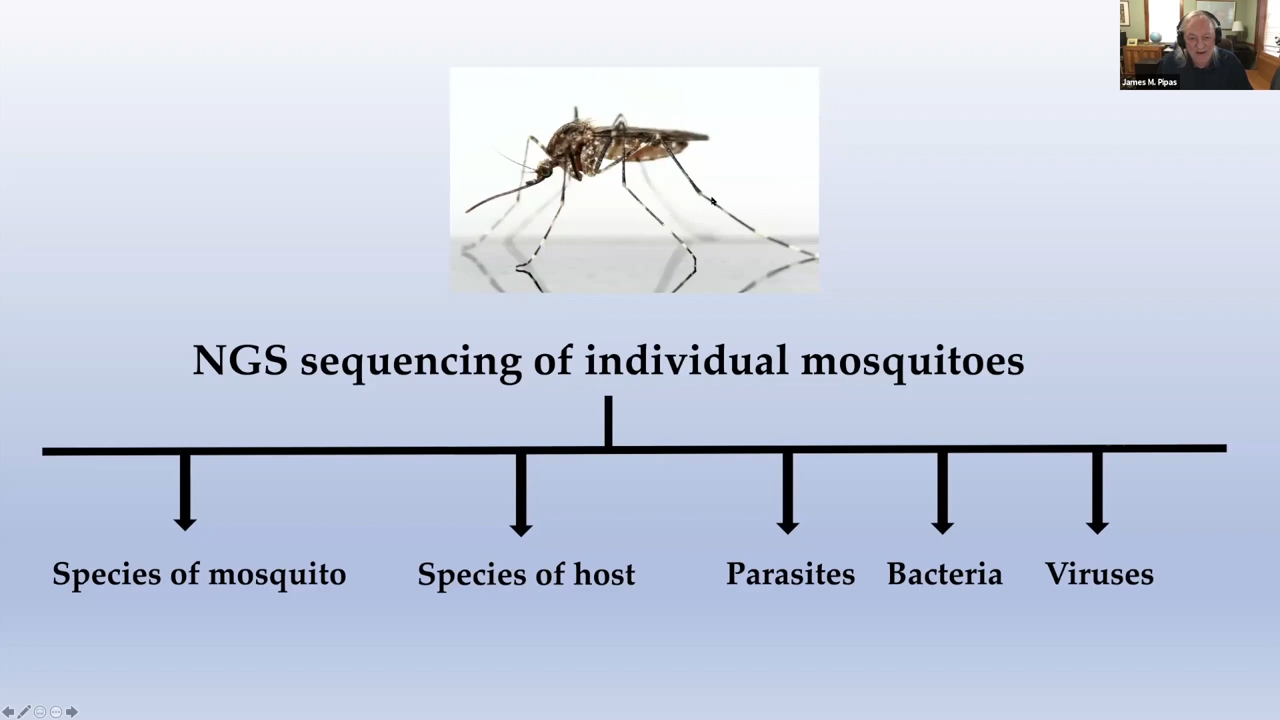 James M. Pipas
NGS sequencing of individual mosquitoes
Species of mosquito
Species of host
Parasites
Bacteria
Viruses